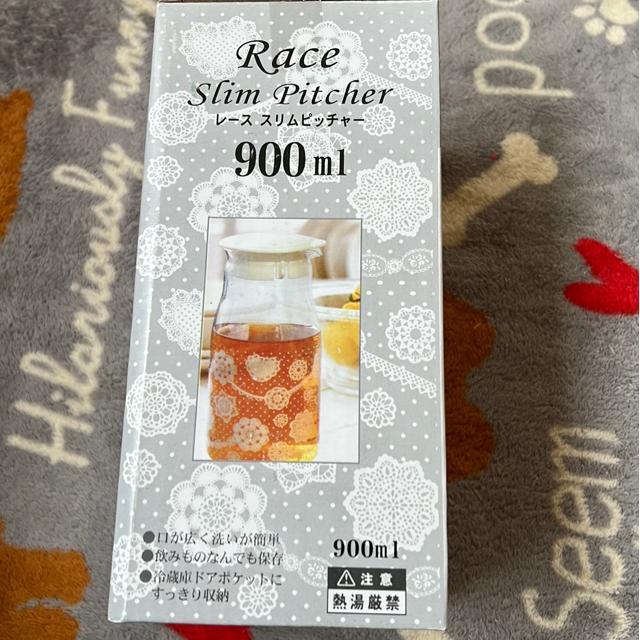 Race
Slim Pitcher
レース スリムピッチャー
900ml
●口が広く洗いが簡単
●飲みものなんでも保存
●冷蔵庫ドアポケットに
すっきり収納
900ml
注意
熱湯厳禁
Hilariously Funny
Seem